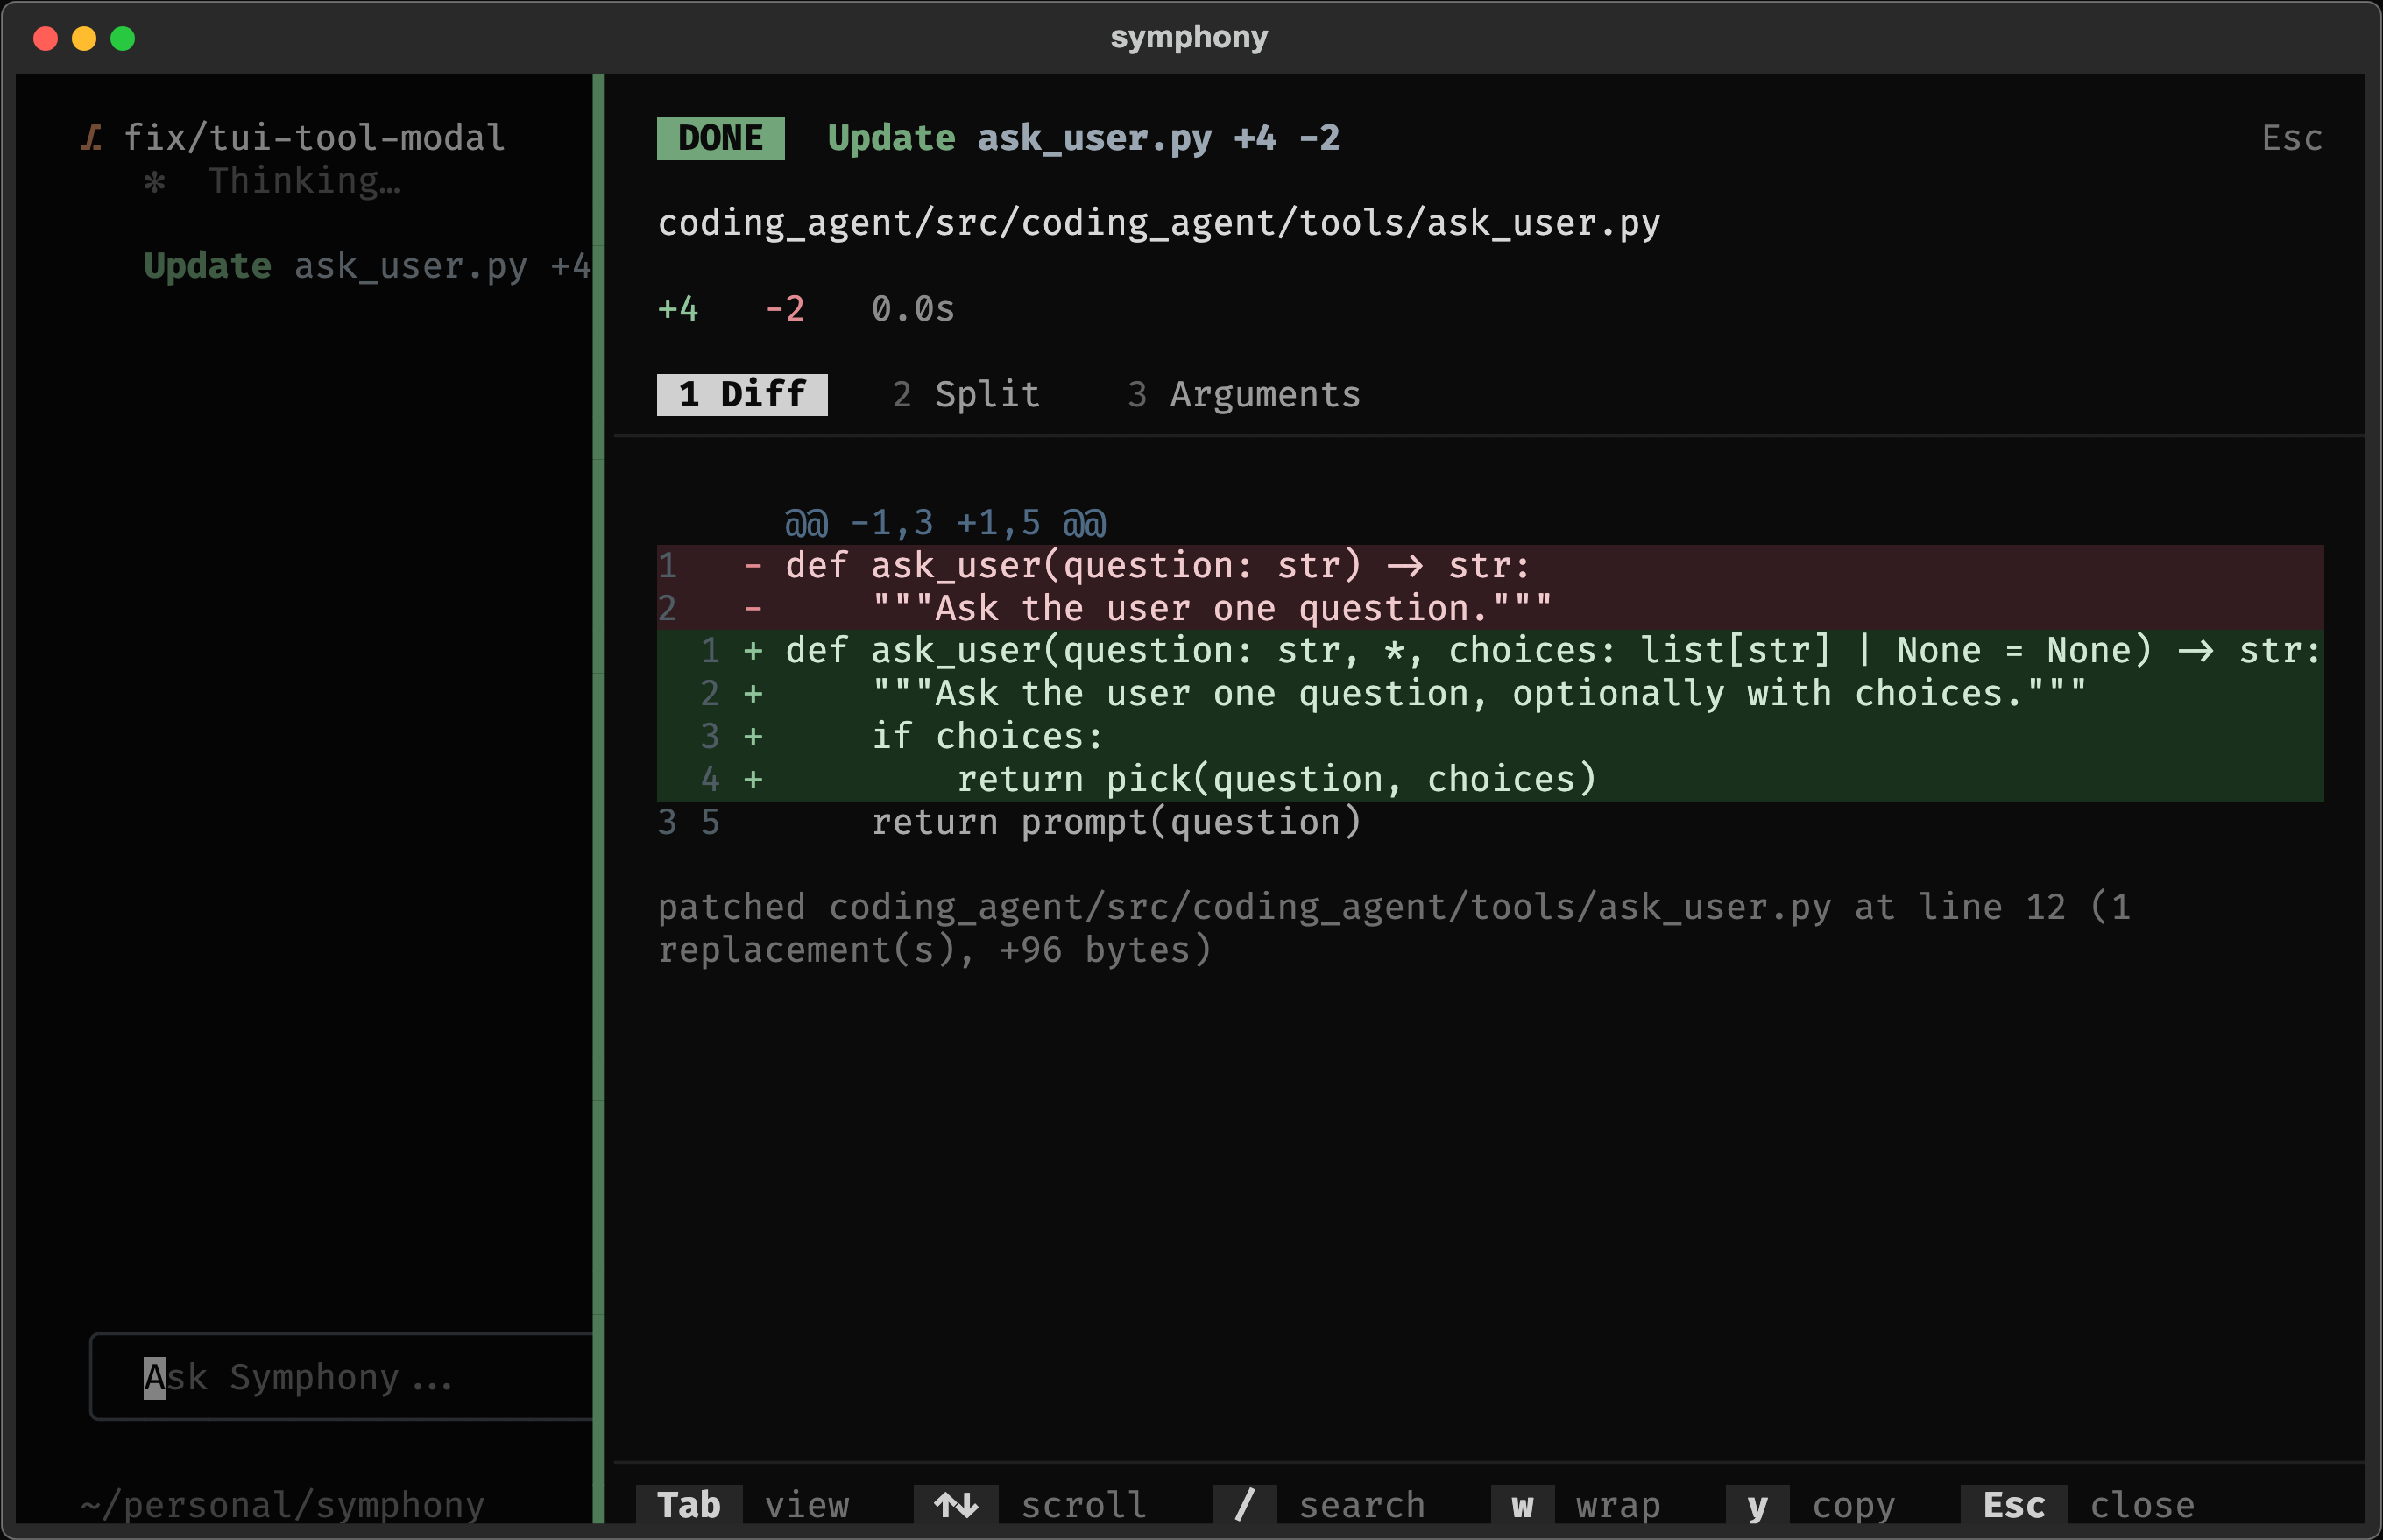 symphony
fix/tui-tool-modal
✻ Thinking…
Update ask_user.py +4
Ask Symphony...
~/personal/symphony
DONE Update ask_user.py +4 -2 Esc
coding_agent/src/coding_agent/tools/ask_user.py
+4 -2 0.0s
1 Diff 2 Split 3 Arguments
@@ -1,3 +1,5 @@
1 - def ask_user(question: str) -> str:
2 -     """Ask the user one question."""
1 + def ask_user(question: str, *, choices: list[str] | None = None) -> str:
2 +     """Ask the user one question, optionally with choices."""
3 +     if choices:
4 +         return pick(question, choices)
3 5     return prompt(question)
patched coding_agent/src/coding_agent/tools/ask_user.py at line 12 (1
replacement(s), +96 bytes)
Tab view ↑↓ scroll / search w wrap y copy Esc close